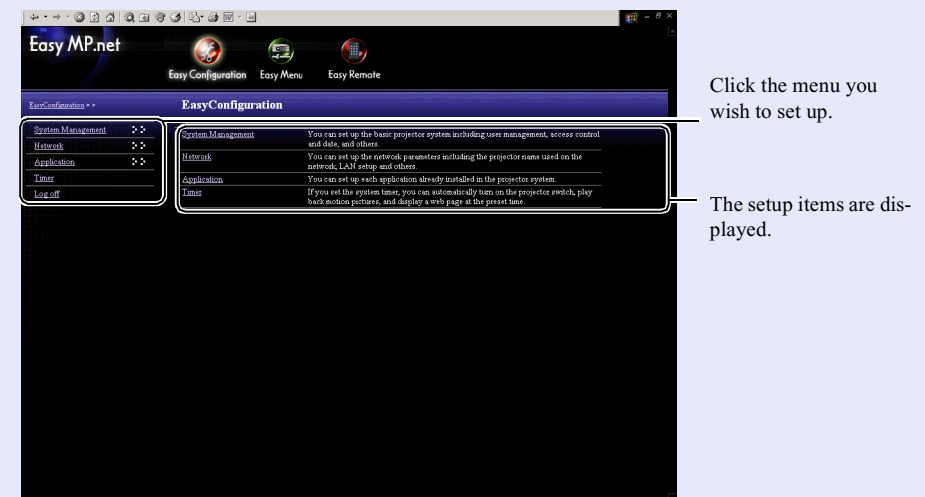 Easy MP.net
Easy Configuration Easy Menu Easy Remote
EasyConfiguration > >
EasyConfiguration
System Management
Network
Application
Timer
Log off
System Management You can set up the basic projector system including user management, access control
and date, and others.
Network You can set up the network parameters including the projector name used on the
network, LAN setup and others.
Application You can set up each application already installed in the projector system.
Timer If you set the system timer, you can automatically turn on the projector switch, play
back motion pictures, and display a web page at the preset time.
Click the menu you
wish to set up.
The setup items are dis-
played.